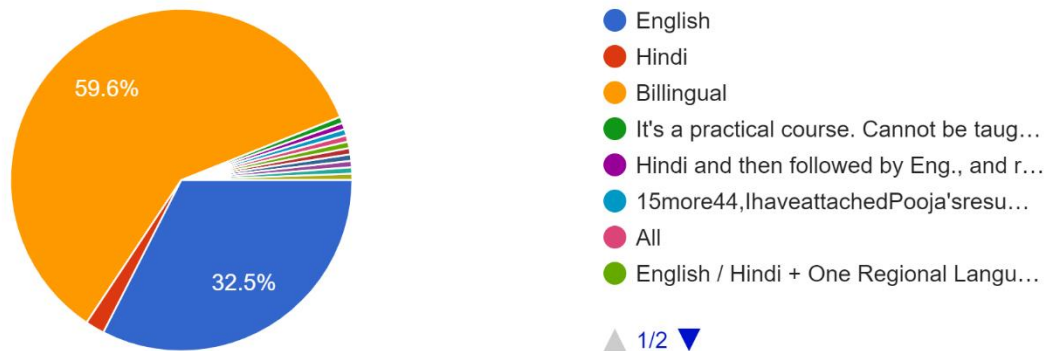 59.6%
32.5%
English
Hindi
Billingual
It's a practical course. Cannot be taug…
Hindi and then followed by Eng., and r…
15more44,IhaveattachedPooja'sresu…
All
English / Hindi + One Regional Langu…
1/2